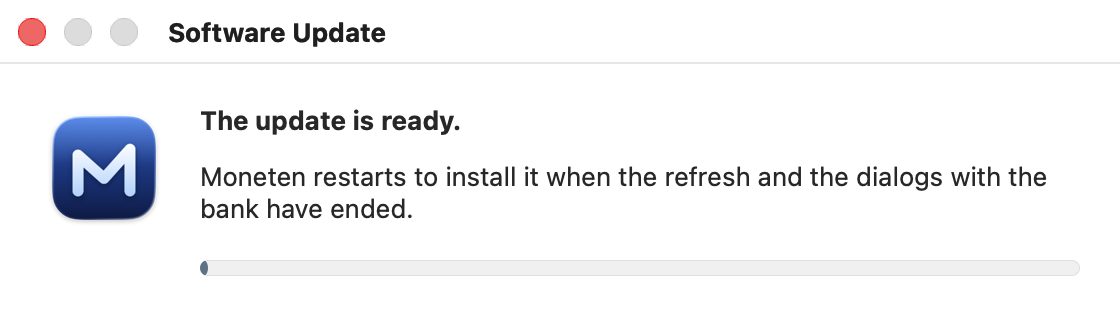 Software Update
The update is ready.
Moneten restarts to install it when the refresh and the dialogs with the
bank have ended.